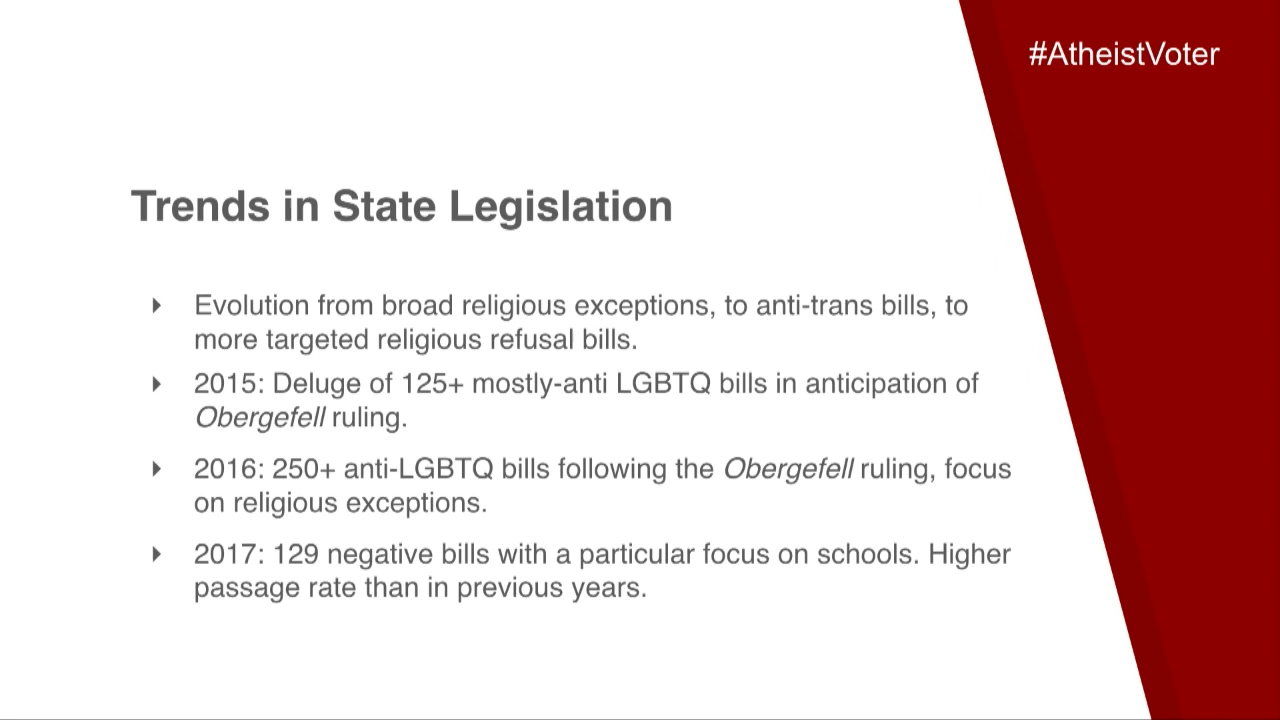 #AtheistVoter
Trends in State Legislation
Evolution from broad religious exceptions, to anti-trans bills, to
more targeted religious refusal bills.
2015: Deluge of 125+ mostly-anti LGBTQ bills in anticipation of
Obergefell ruling.
2016: 250+ anti-LGBTQ bills following the Obergefell ruling, focus
on religious exceptions.
2017: 129 negative bills with a particular focus on schools. Higher
passage rate than in previous years.